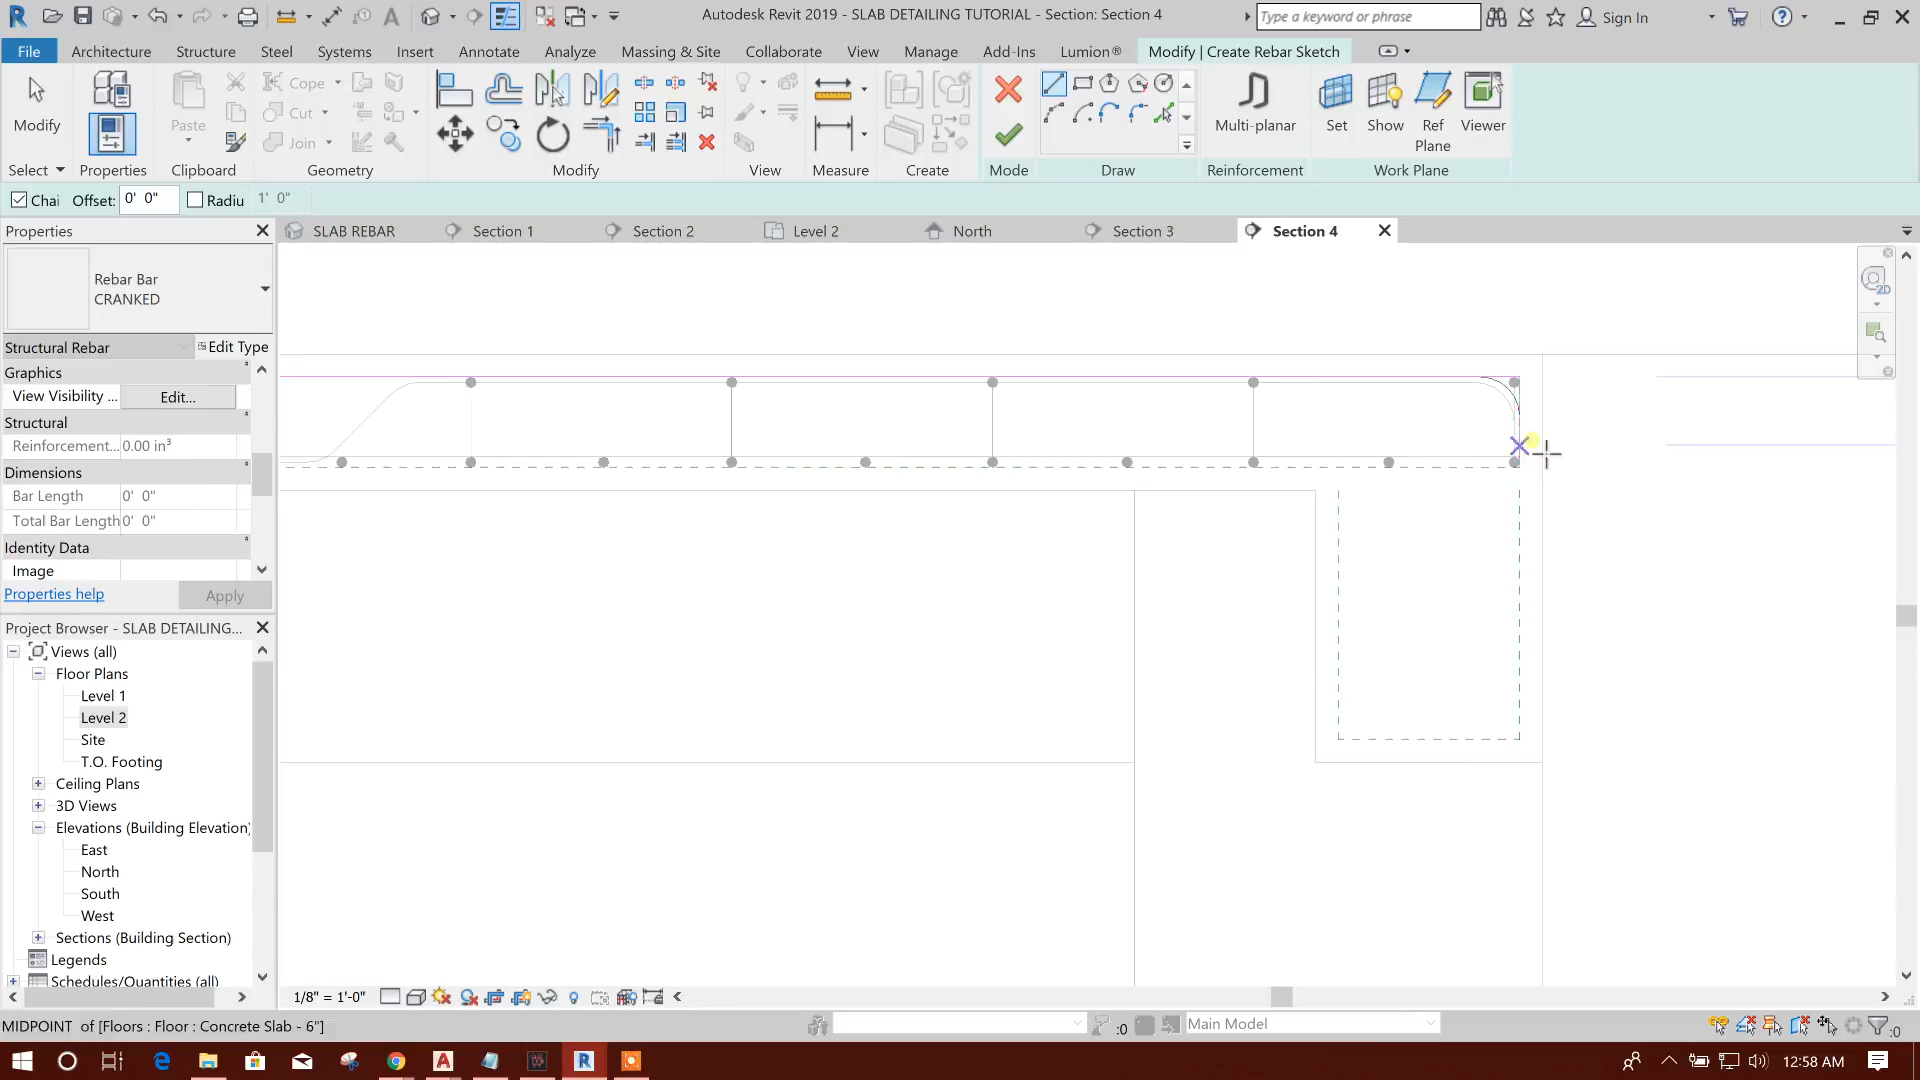 Autodesk Revit 2019 - SLAB DETAILING TUTORIAL - Section: Section 4
Type a keyword or phrase
Sign In
File Architecture Structure Steel Systems Insert Annotate Analyze Massing & Site Collaborate View Manage Add-Ins Lumion® Modify | Create Rebar Sketch
Modify
Paste
Cope
Cut
Join
Multi-planar
Set
Show
Ref
Plane
Viewer
Select Properties Clipboard Geometry Modify View Measure Create Mode Draw Reinforcement Work Plane
Chai Offset: 0' 0" Radiu 1' 0"
Properties
SLAB REBAR Section 1 Section 2 Level 2 North Section 3 Section 4
Rebar Bar
CRANKED
Structural Rebar Edit Type
Graphics
View Visibility ... Edit...
Structural
Reinforcement... 0.00 in³
Dimensions
Bar Length 0' 0"
Total Bar Length 0' 0"
Identity Data
Image
Properties help Apply
Project Browser - SLAB DETAILING...
Views (all)
Floor Plans
Level 1
Level 2
Site
T.O. Footing
Ceiling Plans
3D Views
Elevations (Building Elevation)
East
North
South
West
Sections (Building Section)
Legends
Schedules/Quantities (all)
2D
1/8" = 1'-0"
MIDPOINT of [Floors : Floor : Concrete Slab - 6"]
:0
Main Model
:0
12:58 AM